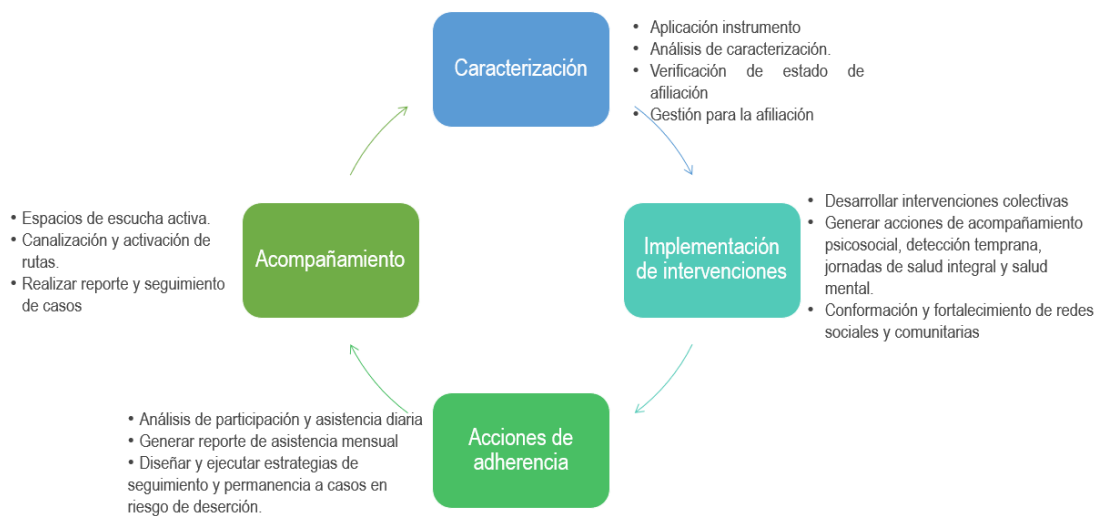 Caracterización
• Aplicación instrumento
• Análisis de caracterización.
• Verificación de estado de
afiliación
• Gestión para la afiliación
Implementación
de intervenciones
• Desarrollar intervenciones colectivas
• Generar acciones de acompañamiento
psicosocial, detección temprana,
jornadas de salud integral y salud
mental.
• Conformación y fortalecimiento de redes
sociales y comunitarias
Acciones de
adherencia
• Análisis de participación y asistencia diaria
• Generar reporte de asistencia mensual
• Diseñar y ejecutar estrategias de
seguimiento y permanencia a casos en
riesgo de deserción.
Acompañamiento
• Espacios de escucha activa.
• Canalización y activación de
rutas.
• Realizar reporte y seguimiento
de casos